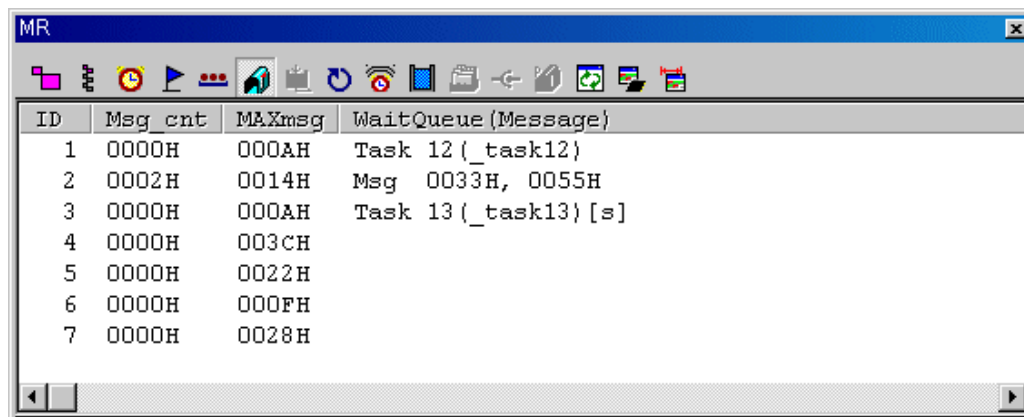 MR
ID Msg_cnt MAXmsg WaitQueue(Message)
1 0000H 000AH Task 12(_task12)
2 0002H 0014H Msg 0033H, 0055H
3 0000H 000AH Task 13(_task13)[s]
4 0000H 003CH
5 0000H 0022H
6 0000H 000FH
7 0000H 0028H